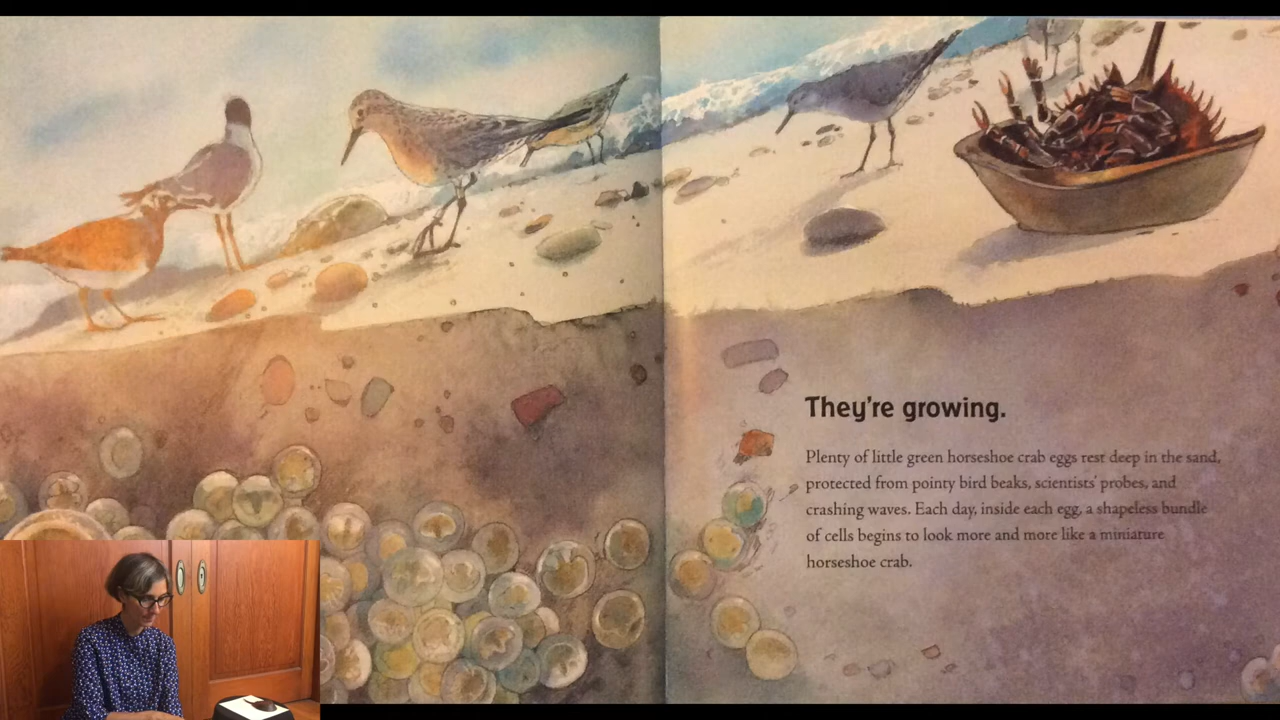 They're growing.
Plenty of little green horseshoe crab eggs rest deep in the sand,
protected from pointy bird beaks, scientists' probes, and
crashing waves. Each day, inside each egg, a shapeless bundle
of cells begins to look more and more like a miniature
horseshoe crab.